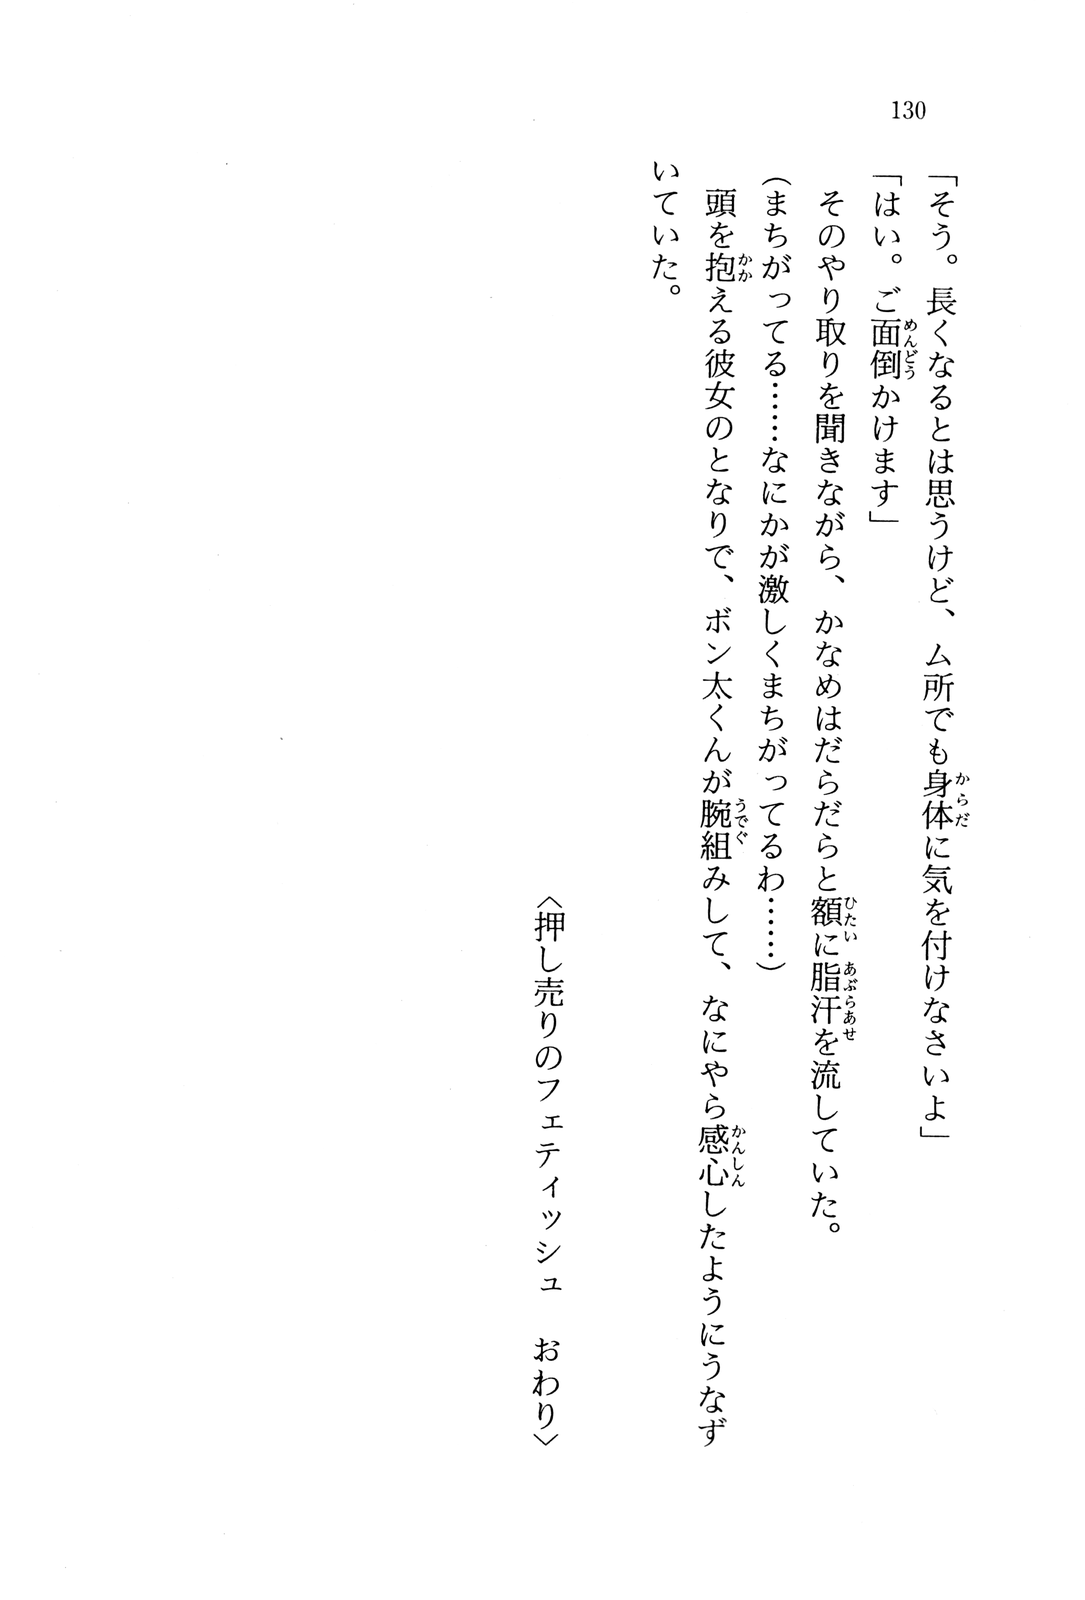 130
「そう。長くなるとは思うけど、ム所でも身体に気を付けなさいよ」
「はい。ご面倒かけます」
そのやり取りを聞きながら、かなめはだらだらと額に脂汗を流していた。
（まちがってる……なにかが激しくまちがってるわ……）
頭を抱える彼女のとなりで、ボン太くんが腕組みして、なにやら感心したようにうなず
いていた。
〈押し売りのフェティッシュ　おわり〉